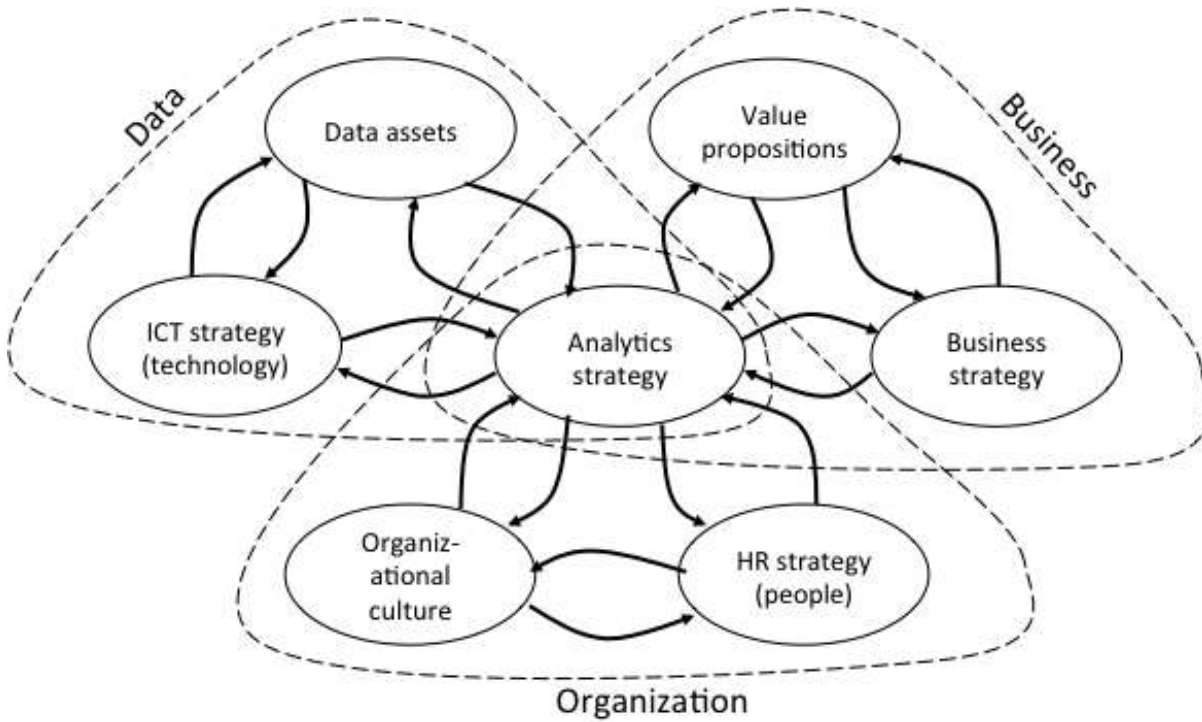 Data
Business
Data assets
Value
propositions
ICT strategy
(technology)
Analytics
strategy
Business
strategy
Organiz-
ational
culture
HR strategy
(people)
Organization